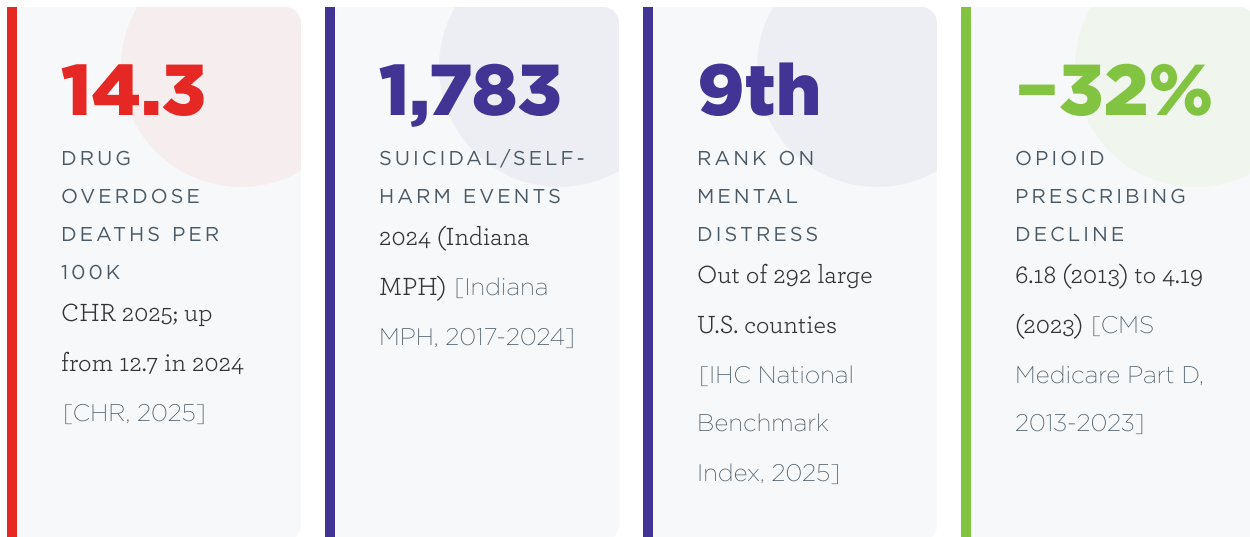 14.3
DRUG
OVERDOSE
DEATHS PER
100K
CHR 2025; up
from 12.7 in 2024
[CHR, 2025]
1,783
SUICIDAL/SELF-
HARM EVENTS
2024 (Indiana
MPH) [Indiana
MPH, 2017-2024]
9th
RANK ON
MENTAL
DISTRESS
Out of 292 large
U.S. counties
[IHC National
Benchmark
Index, 2025]
−32%
OPIOID
PRESCRIBING
DECLINE
6.18 (2013) to 4.19
(2023) [CMS
Medicare Part D,
2013-2023]